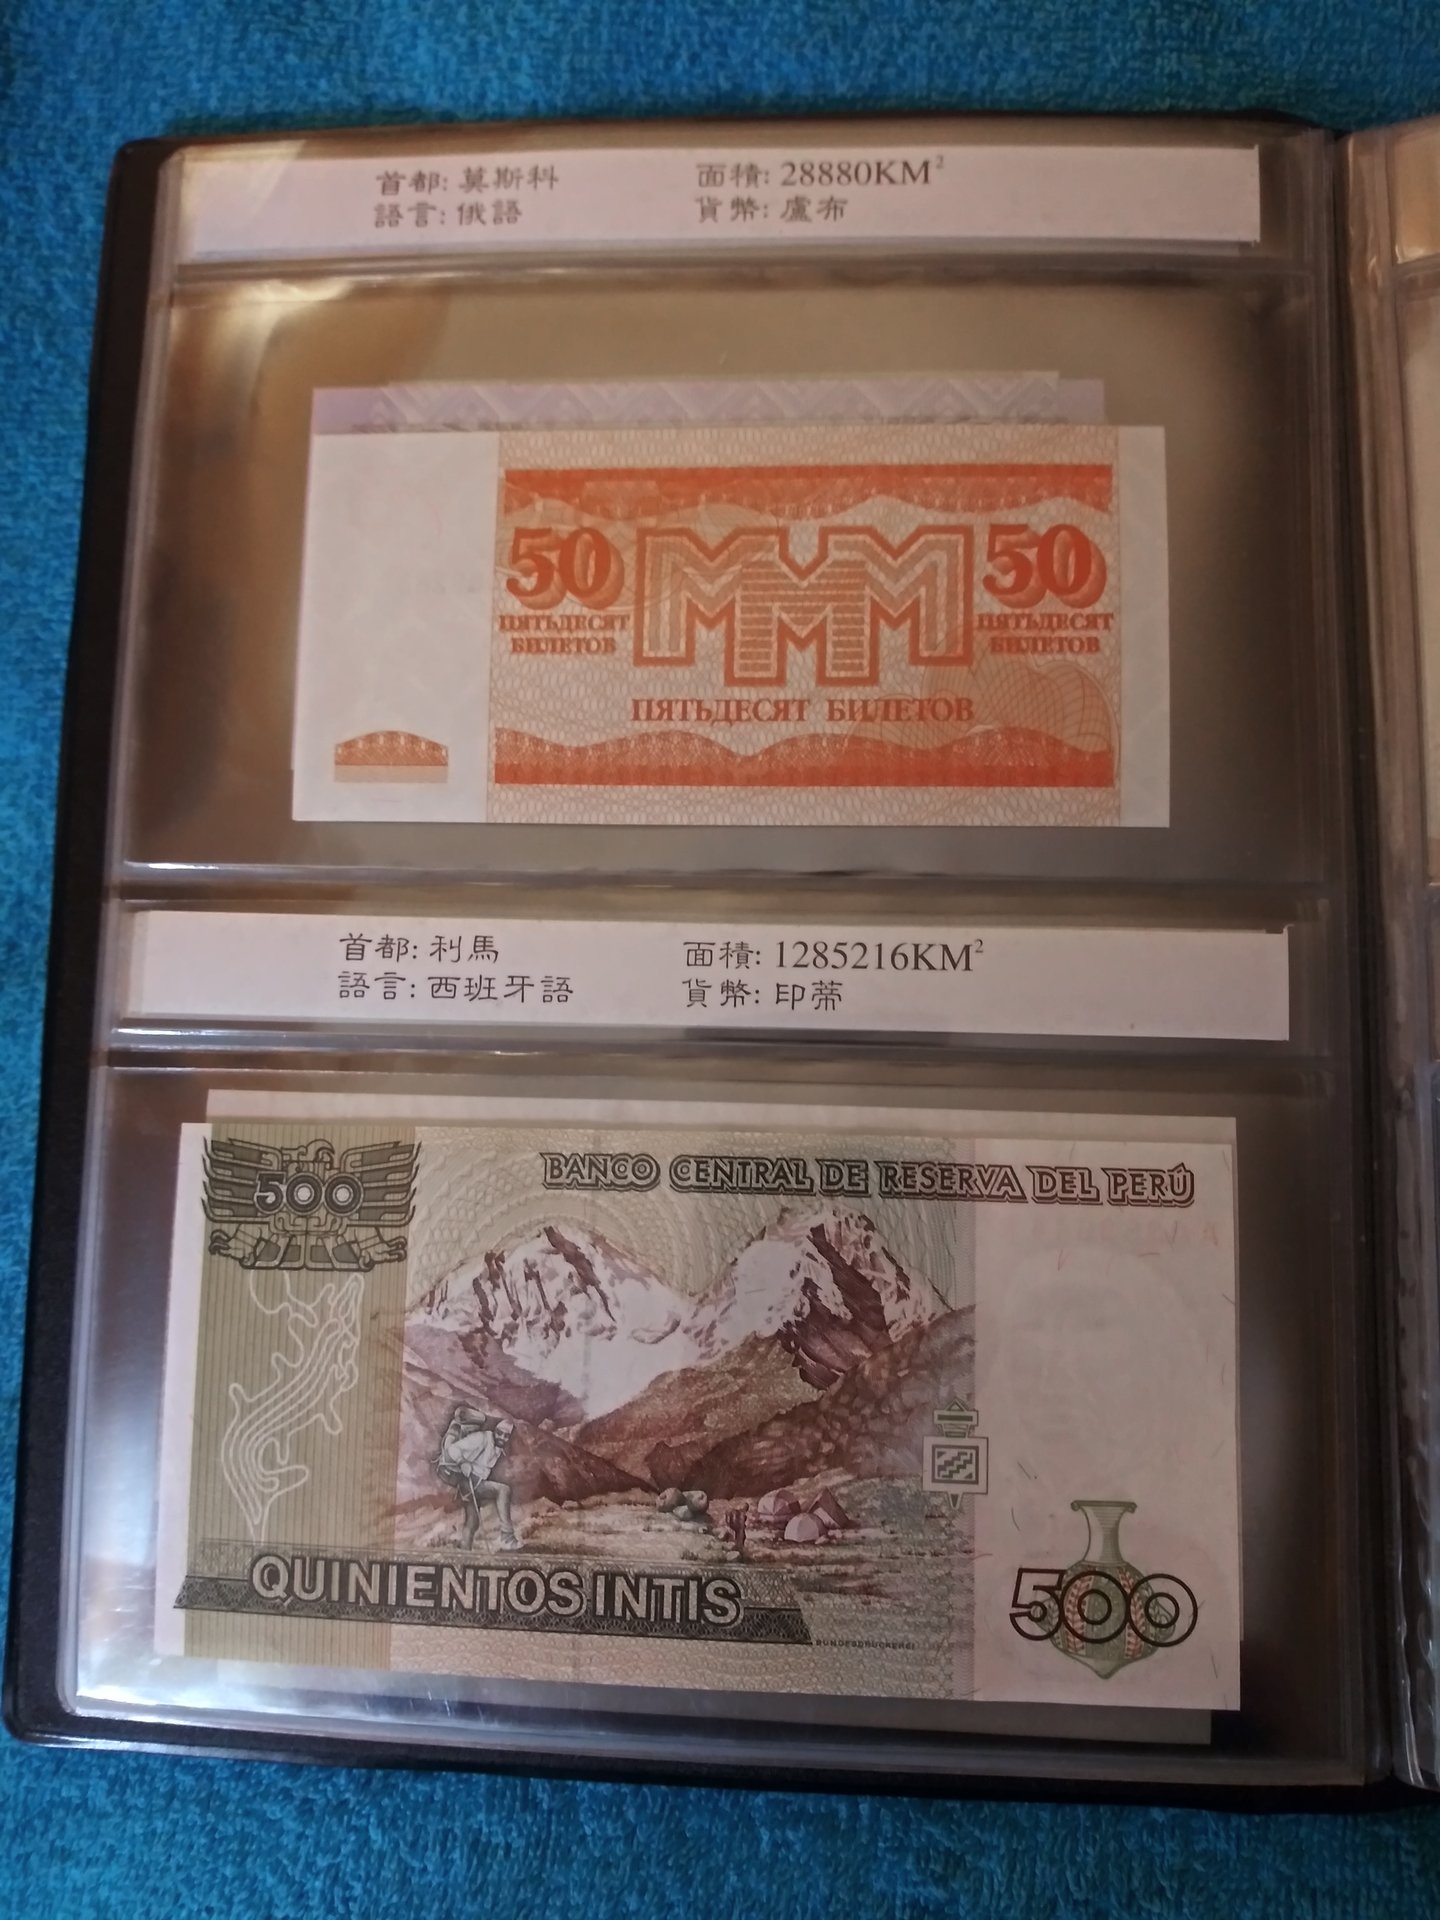 首都: 莫斯科
面積: 28880KM²
語言: 俄語
貨幣: 盧布
50
МММ
50
ПЯТЬДЕСЯТ
БИЛЕТОВ
ПЯТЬДЕСЯТ
БИЛЕТОВ
ПЯТЬДЕСЯТ БИЛЕТОВ
首都: 利馬
面積: 1285216KM²
語言: 西班牙語
貨幣: 印蒂
500
BANCO CENTRAL DE RESERVA DEL PERÚ
QUINIENTOS INTIS
BUNDESDRUCKEREI
500